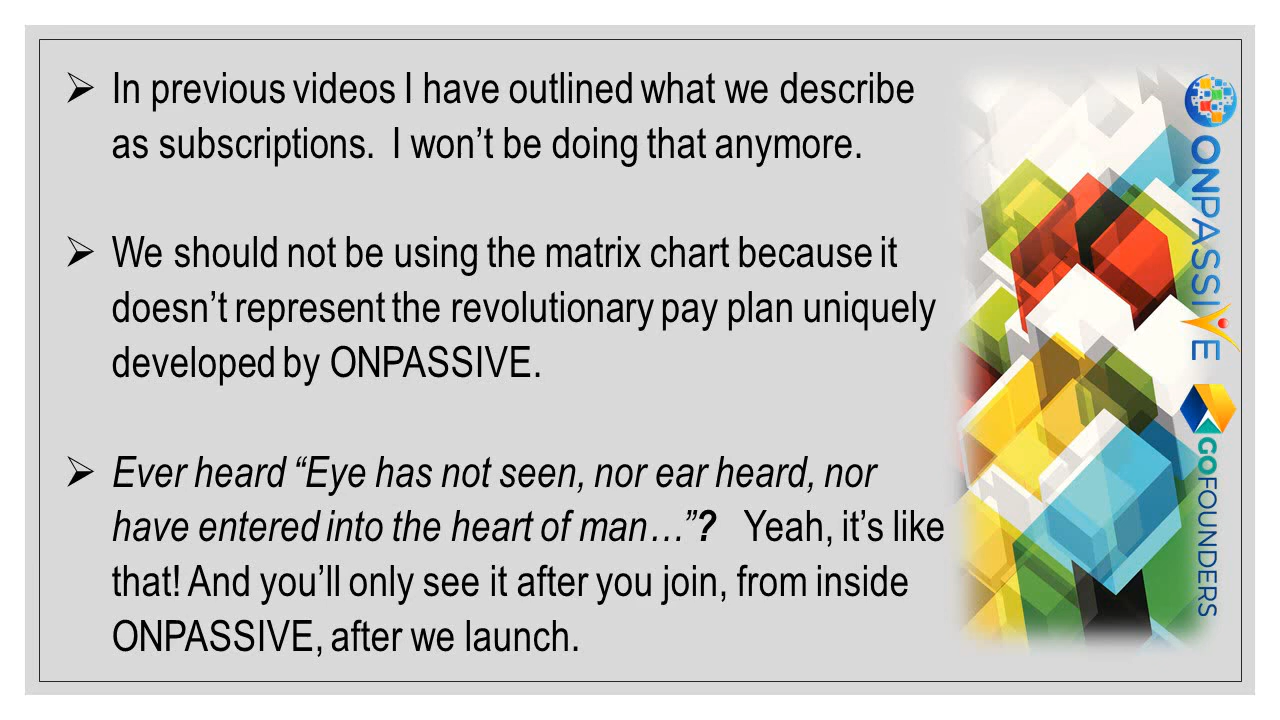 ➢ In previous videos I have outlined what we describe
as subscriptions.  I won’t be doing that anymore.
➢ We should not be using the matrix chart because it
doesn’t represent the revolutionary pay plan uniquely
developed by ONPASSIVE.
➢ Ever heard “Eye has not seen, nor ear heard, nor
have entered into the heart of man…”?   Yeah, it’s like
that! And you’ll only see it after you join, from inside
ONPASSIVE, after we launch.
ONPASSIVE
GOFOUNDERS